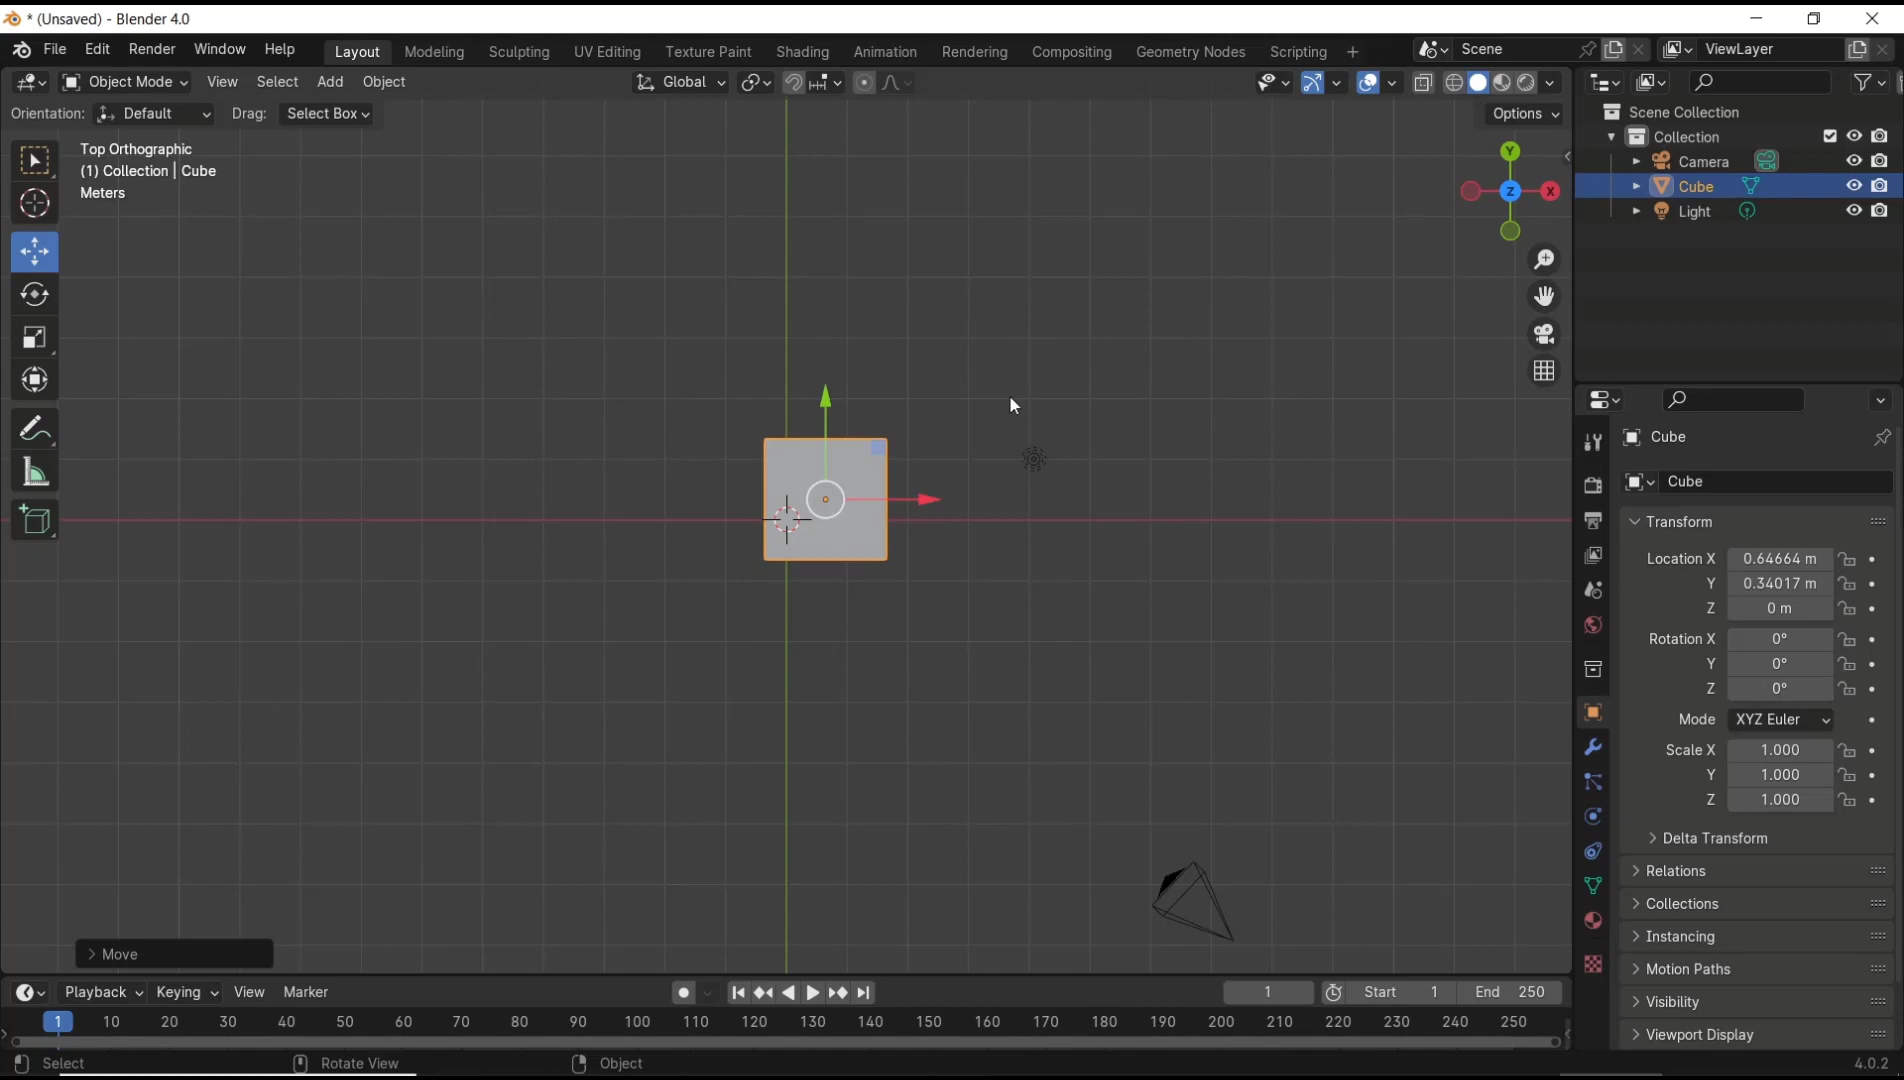 * (Unsaved) - Blender 4.0
File Edit Render Window Help Layout Modeling Sculpting UV Editing Texture Paint Shading Animation Rendering Compositing Geometry Nodes Scripting + Scene ViewLayer
Object Mode View Select Add Object Global
Orientation: Default Drag: Select Box Options
Top Orthographic
(1) Collection | Cube
Meters
Y
Z X
Scene Collection
Collection
Camera
Cube
Light
Cube
Cube
Transform
Location X 0.64664 m
Y 0.34017 m
Z 0 m
Rotation X 0°
Y 0°
Z 0°
Mode XYZ Euler
Scale X 1.000
Y 1.000
Z 1.000
Delta Transform
Relations
Collections
Instancing
Motion Paths
Visibility
Viewport Display
Move
Playback Keying View Marker 1 Start 1 End 250
1 10 20 30 40 50 60 70 80 90 100 110 120 130 140 150 160 170 180 190 200 210 220 230 240 250
Select Rotate View Object 4.0.2